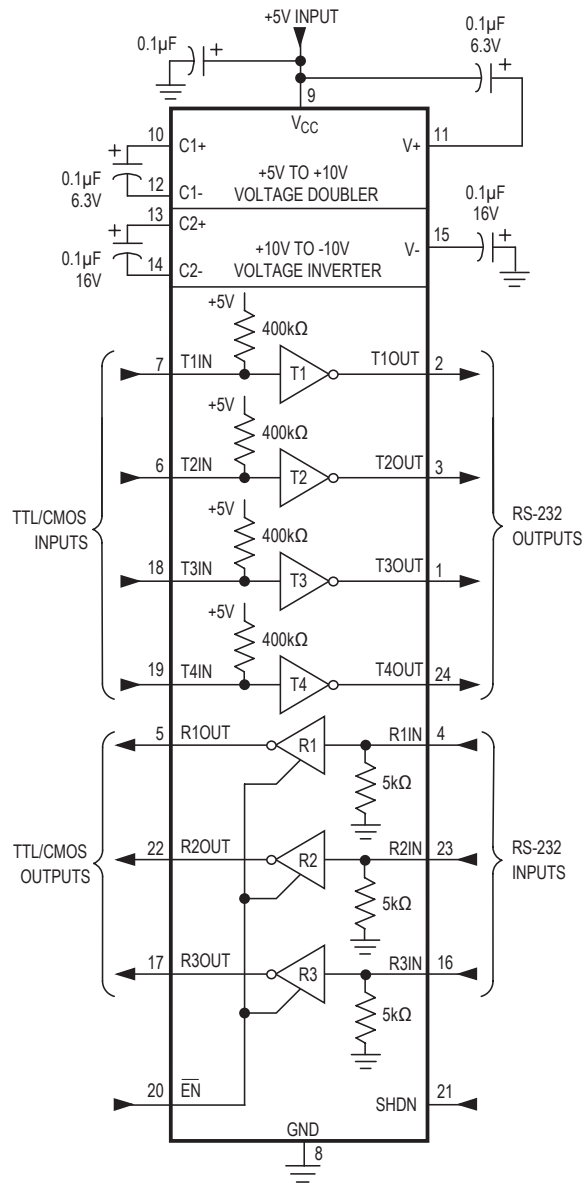 +5V INPUT
0.1µF
+
0.1µF
6.3V
+
9
VCC
10
C1+
V+
11
+
0.1µF
6.3V
12
C1-
+5V TO +10V
VOLTAGE DOUBLER
13
C2+
+
0.1µF
16V
14
C2-
+10V TO -10V
VOLTAGE INVERTER
V-
15
+
0.1µF
16V
+5V
400kΩ
7
T1IN
T1
T1OUT
2
+5V
400kΩ
6
T2IN
T2
T2OUT
3
TTL/CMOS
INPUTS
RS-232
OUTPUTS
+5V
400kΩ
18
T3IN
T3
T3OUT
1
+5V
400kΩ
19
T4IN
T4
T4OUT
24
5
R1OUT
R1
R1IN
4
5kΩ
TTL/CMOS
OUTPUTS
22
R2OUT
R2
R2IN
23
RS-232
INPUTS
5kΩ
17
R3OUT
R3
R3IN
16
5kΩ
20
E̅N̅
SHDN
21
GND
8